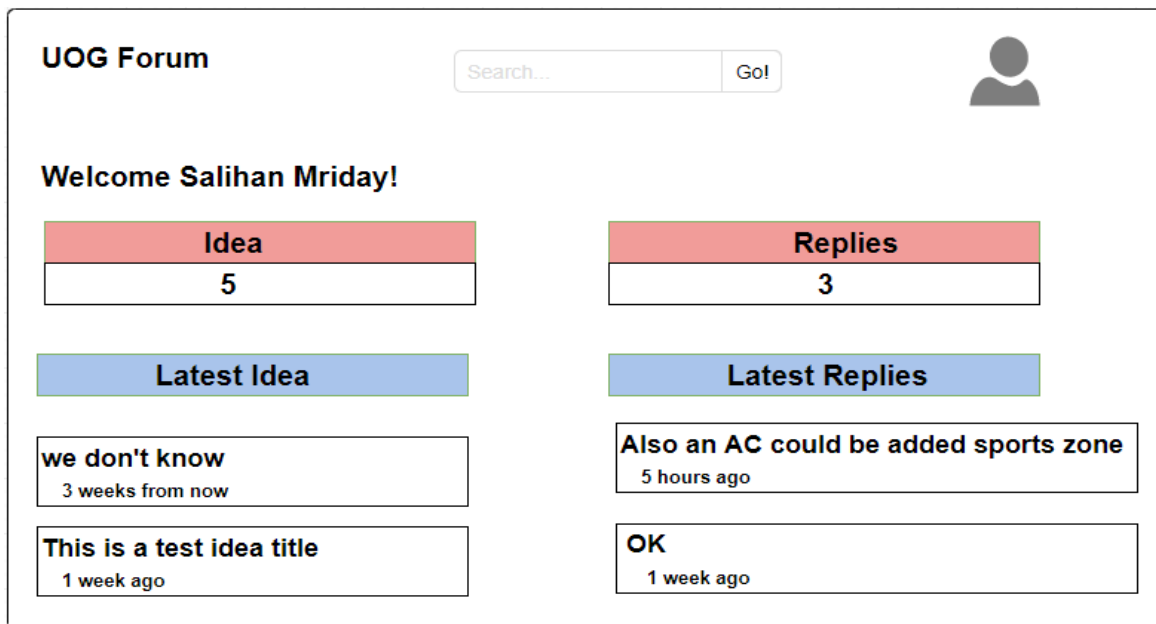 UOG Forum
Search... Go!
Welcome Salihan Mriday!
Idea
5
Replies
3
Latest Idea
we don't know
3 weeks from now
This is a test idea title
1 week ago
Latest Replies
Also an AC could be added sports zone
5 hours ago
OK
1 week ago